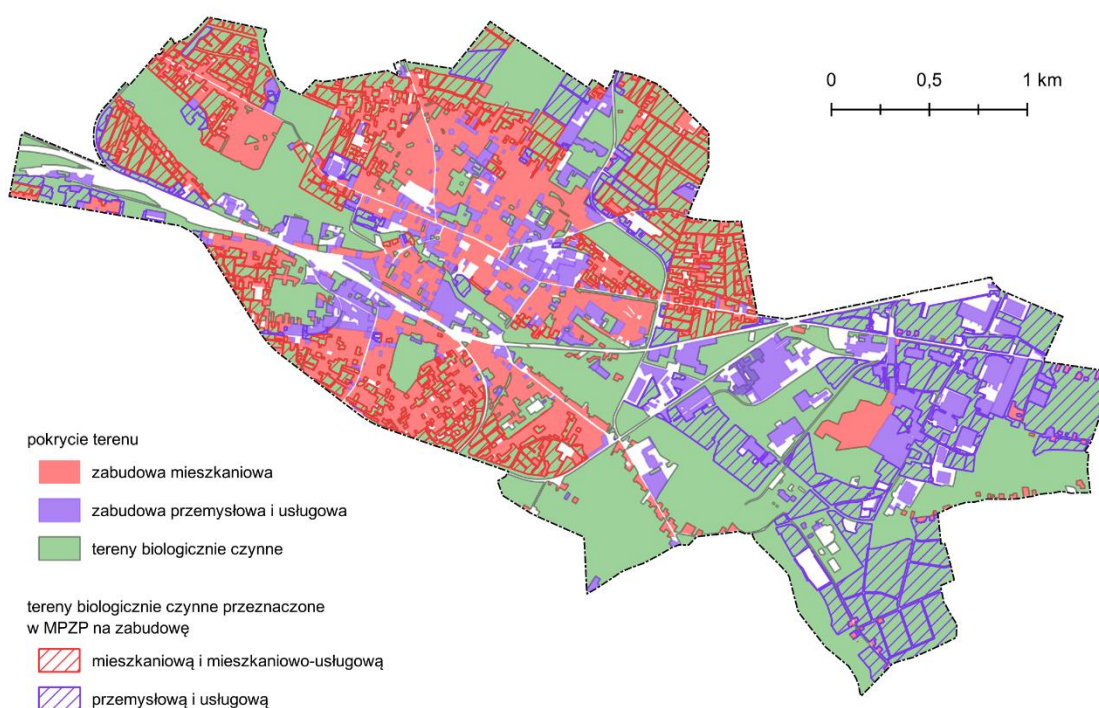 0 0,5 1 km
pokrycie terenu
zabudowa mieszkaniowa
zabudowa przemysłowa i usługowa
tereny biologicznie czynne
tereny biologicznie czynne przeznaczone
w MPZP na zabudowę
mieszkaniową i mieszkaniowo-usługową
przemysłową i usługową